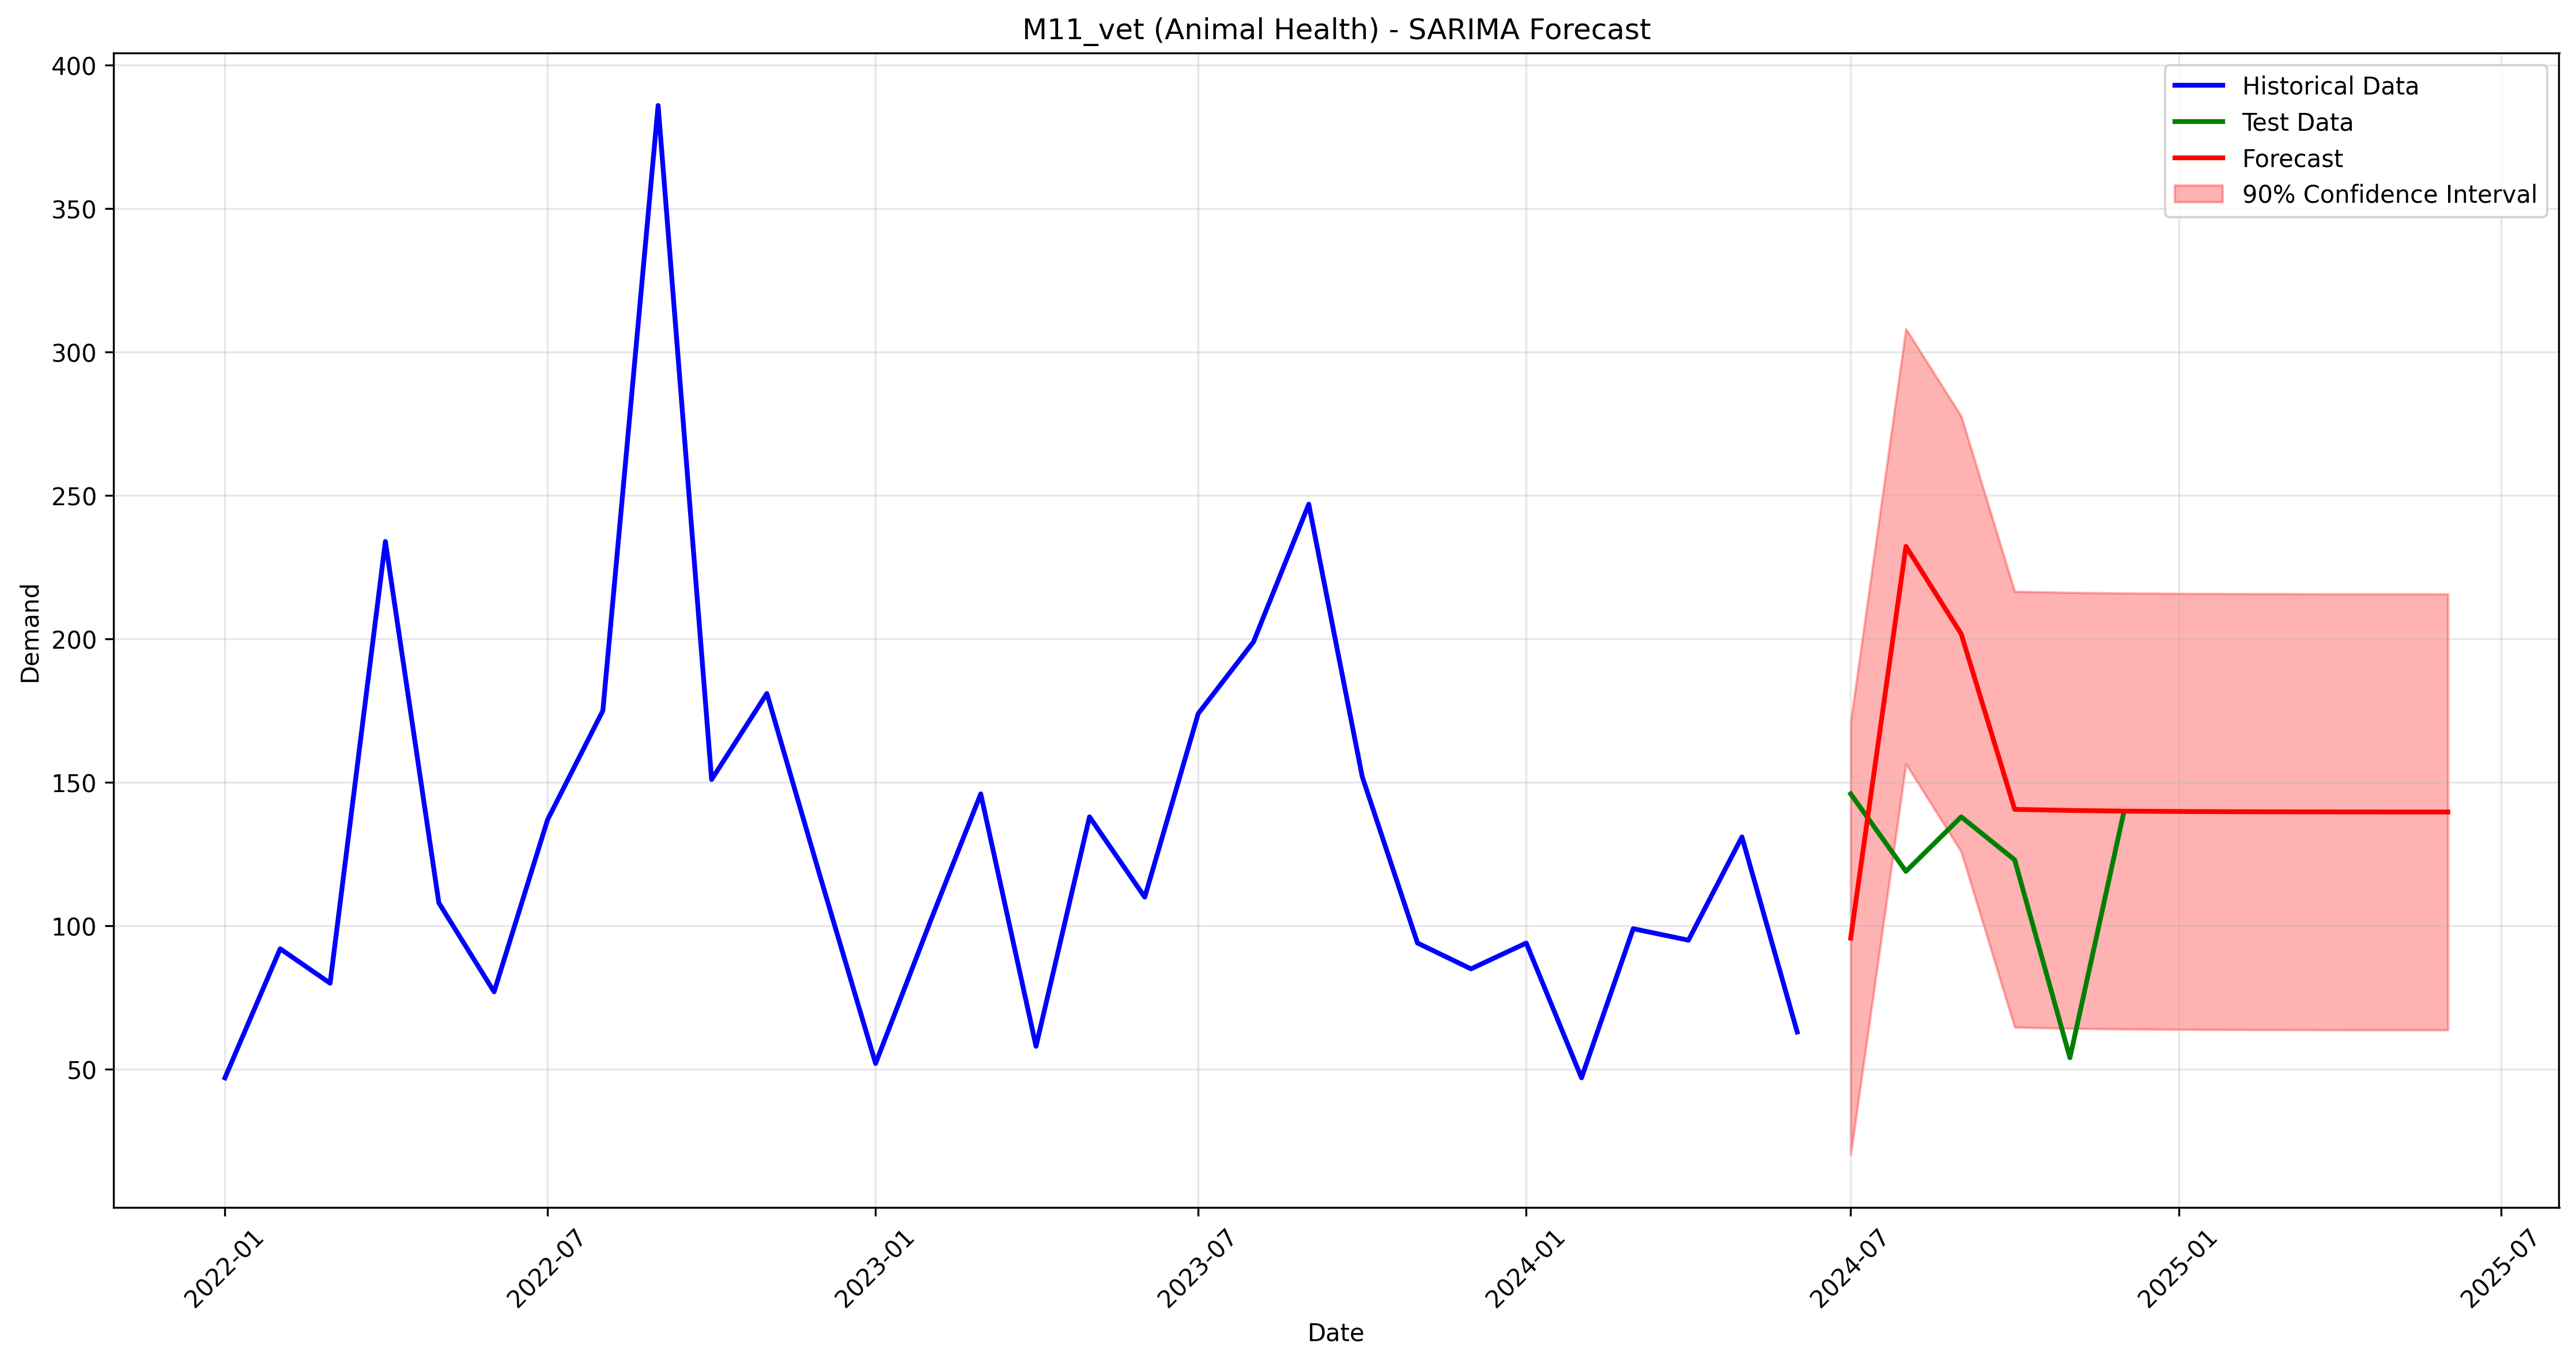 M11_vet (Animal Health) - SARIMA Forecast
Historical Data
Test Data
Forecast
90% Confidence Interval
Demand
400
350
300
250
200
150
100
50
2022-01
2022-07
2023-01
2023-07
2024-01
2024-07
2025-01
2025-07
Date